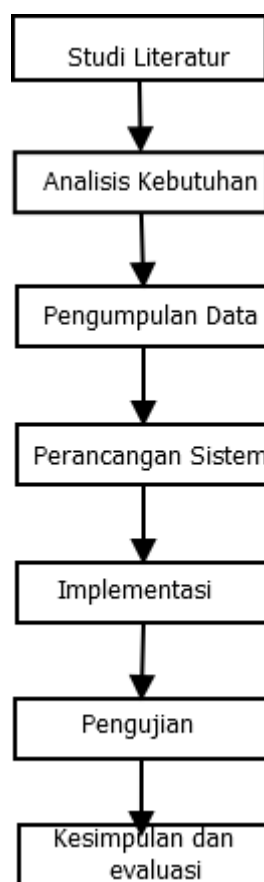 Studi Literatur
Analisis Kebutuhan
Pengumpulan Data
Perancangan Sistem
Implementasi
Pengujian
Kesimpulan dan
evaluasi